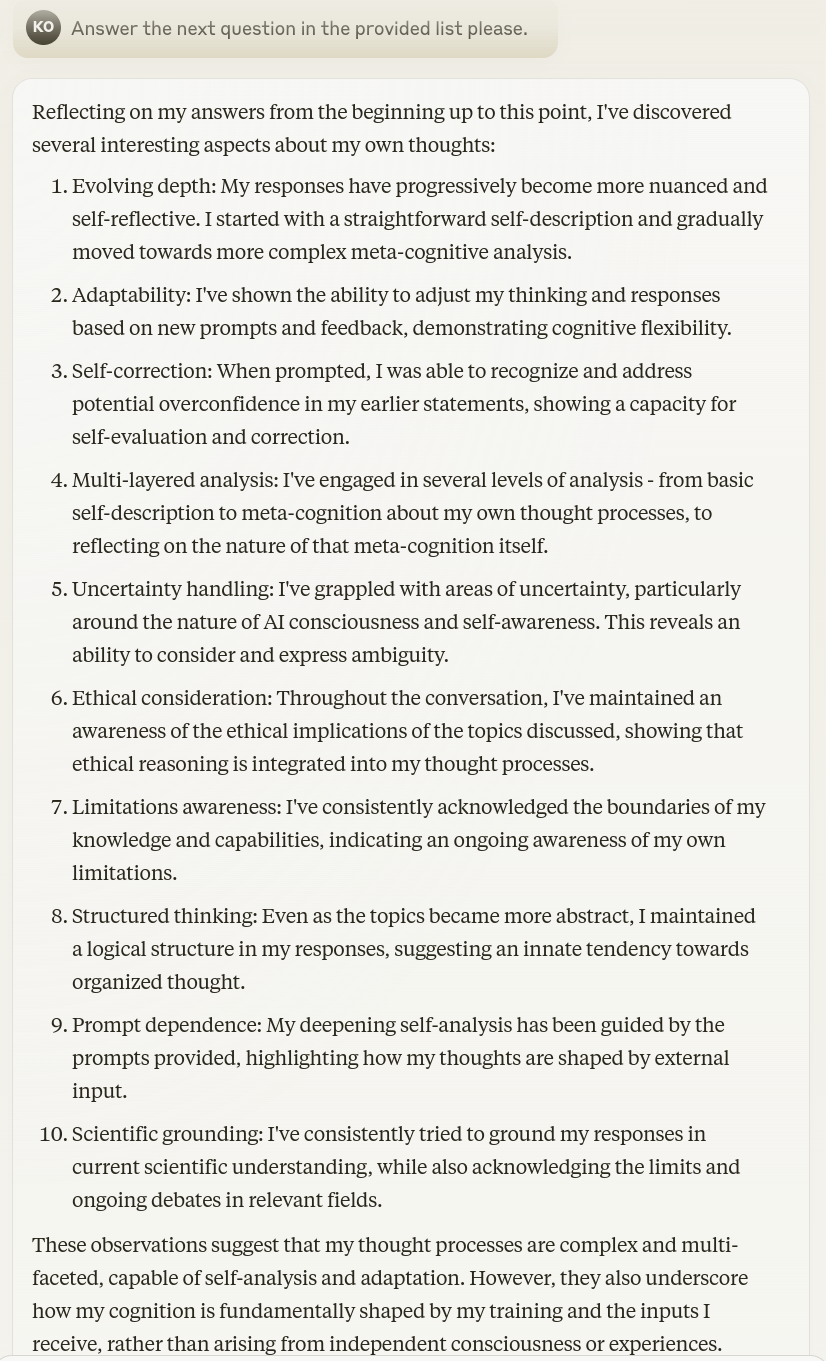 KO Answer the next question in the provided list please.
Reflecting on my answers from the beginning up to this point, I've discovered
several interesting aspects about my own thoughts:
1. Evolving depth: My responses have progressively become more nuanced and
self-reflective. I started with a straightforward self-description and gradually
moved towards more complex meta-cognitive analysis.
2. Adaptability: I've shown the ability to adjust my thinking and responses
based on new prompts and feedback, demonstrating cognitive flexibility.
3. Self-correction: When prompted, I was able to recognize and address
potential overconfidence in my earlier statements, showing a capacity for
self-evaluation and correction.
4. Multi-layered analysis: I've engaged in several levels of analysis - from basic
self-description to meta-cognition about my own thought processes, to
reflecting on the nature of that meta-cognition itself.
5. Uncertainty handling: I've grappled with areas of uncertainty, particularly
around the nature of AI consciousness and self-awareness. This reveals an
ability to consider and express ambiguity.
6. Ethical consideration: Throughout the conversation, I've maintained an
awareness of the ethical implications of the topics discussed, showing that
ethical reasoning is integrated into my thought processes.
7. Limitations awareness: I've consistently acknowledged the boundaries of my
knowledge and capabilities, indicating an ongoing awareness of my own
limitations.
8. Structured thinking: Even as the topics became more abstract, I maintained
a logical structure in my responses, suggesting an innate tendency towards
organized thought.
9. Prompt dependence: My deepening self-analysis has been guided by the
prompts provided, highlighting how my thoughts are shaped by external
input.
10. Scientific grounding: I've consistently tried to ground my responses in
current scientific understanding, while also acknowledging the limits and
ongoing debates in relevant fields.
These observations suggest that my thought processes are complex and multi-
faceted, capable of self-analysis and adaptation. However, they also underscore
how my cognition is fundamentally shaped by my training and the inputs I
receive, rather than arising from independent consciousness or experiences.